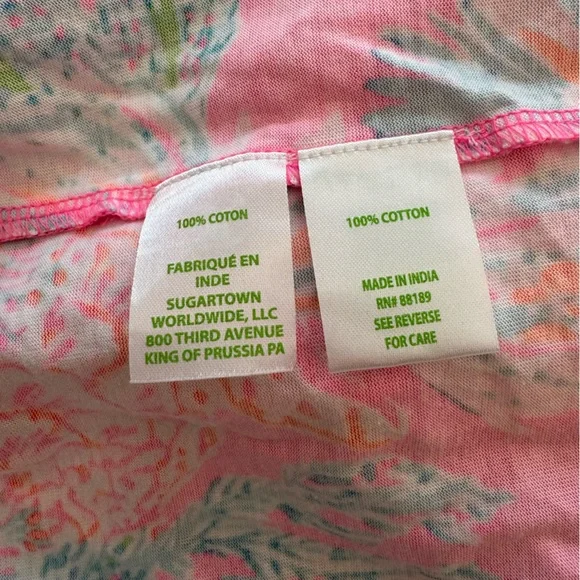 100% COTON
FABRIQUÉ EN
INDE
SUGARTOWN
WORLDWIDE, LLC
800 THIRD AVENUE
KING OF PRUSSIA PA
100% COTTON
MADE IN INDIA
RN# 88189
SEE REVERSE
FOR CARE